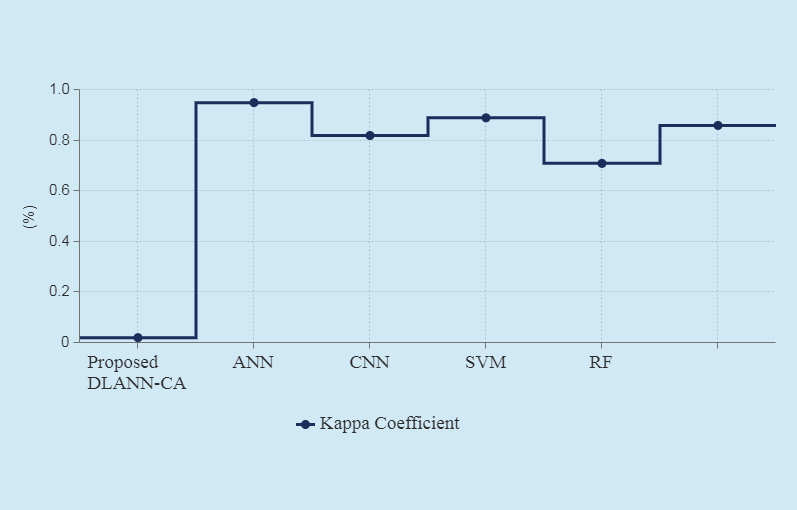 1.0
0.8
0.6
0.4
0.2
0
(%)
Proposed DLANN-CA
ANN
CNN
SVM
RF
Kappa Coefficient